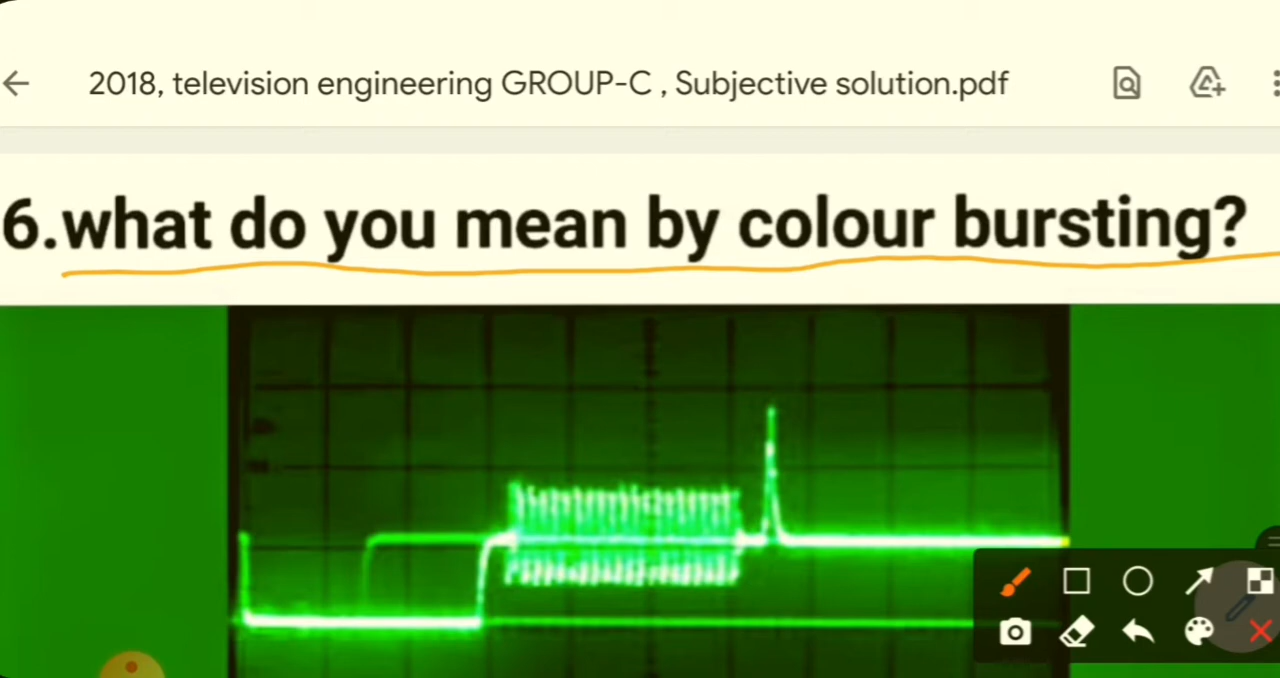 2018, television engineering GROUP-C , Subjective solution.pdf
6.what do you mean by colour bursting?